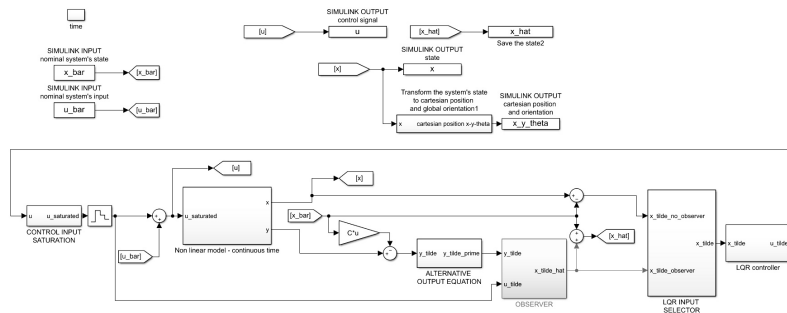 time
SIMULINK INPUT
nominal system's state
x_bar
[x_bar]
SIMULINK INPUT
nominal system's input
u_bar
[u_bar]
SIMULINK OUTPUT
control signal
[u]
u
[x_hat]
x_hat
Save the state2
SIMULINK OUTPUT
state
[x]
x
Transform the system's state
to cartesian position
and global orientation1
x
cartesian position x-y-theta
SIMULINK OUTPUT
cartesian position
and orientation
x_y_theta
u
u_saturated
CONTROL INPUT
SATURATION
[u_bar]
[u]
u_saturated
x
y
Non linear model - continuous time
[x]
[x_bar]
C*u
y_tilde
y_tilde_prime
ALTERNATIVE
OUTPUT EQUATION
y_tilde
u_tilde
x_tilde_hat
OBSERVER
[x_hat]
x_tilde_no_observer
x_tilde_observer
x_tilde
LQR INPUT
SELECTOR
x_tilde
u_tilde
LQR controller